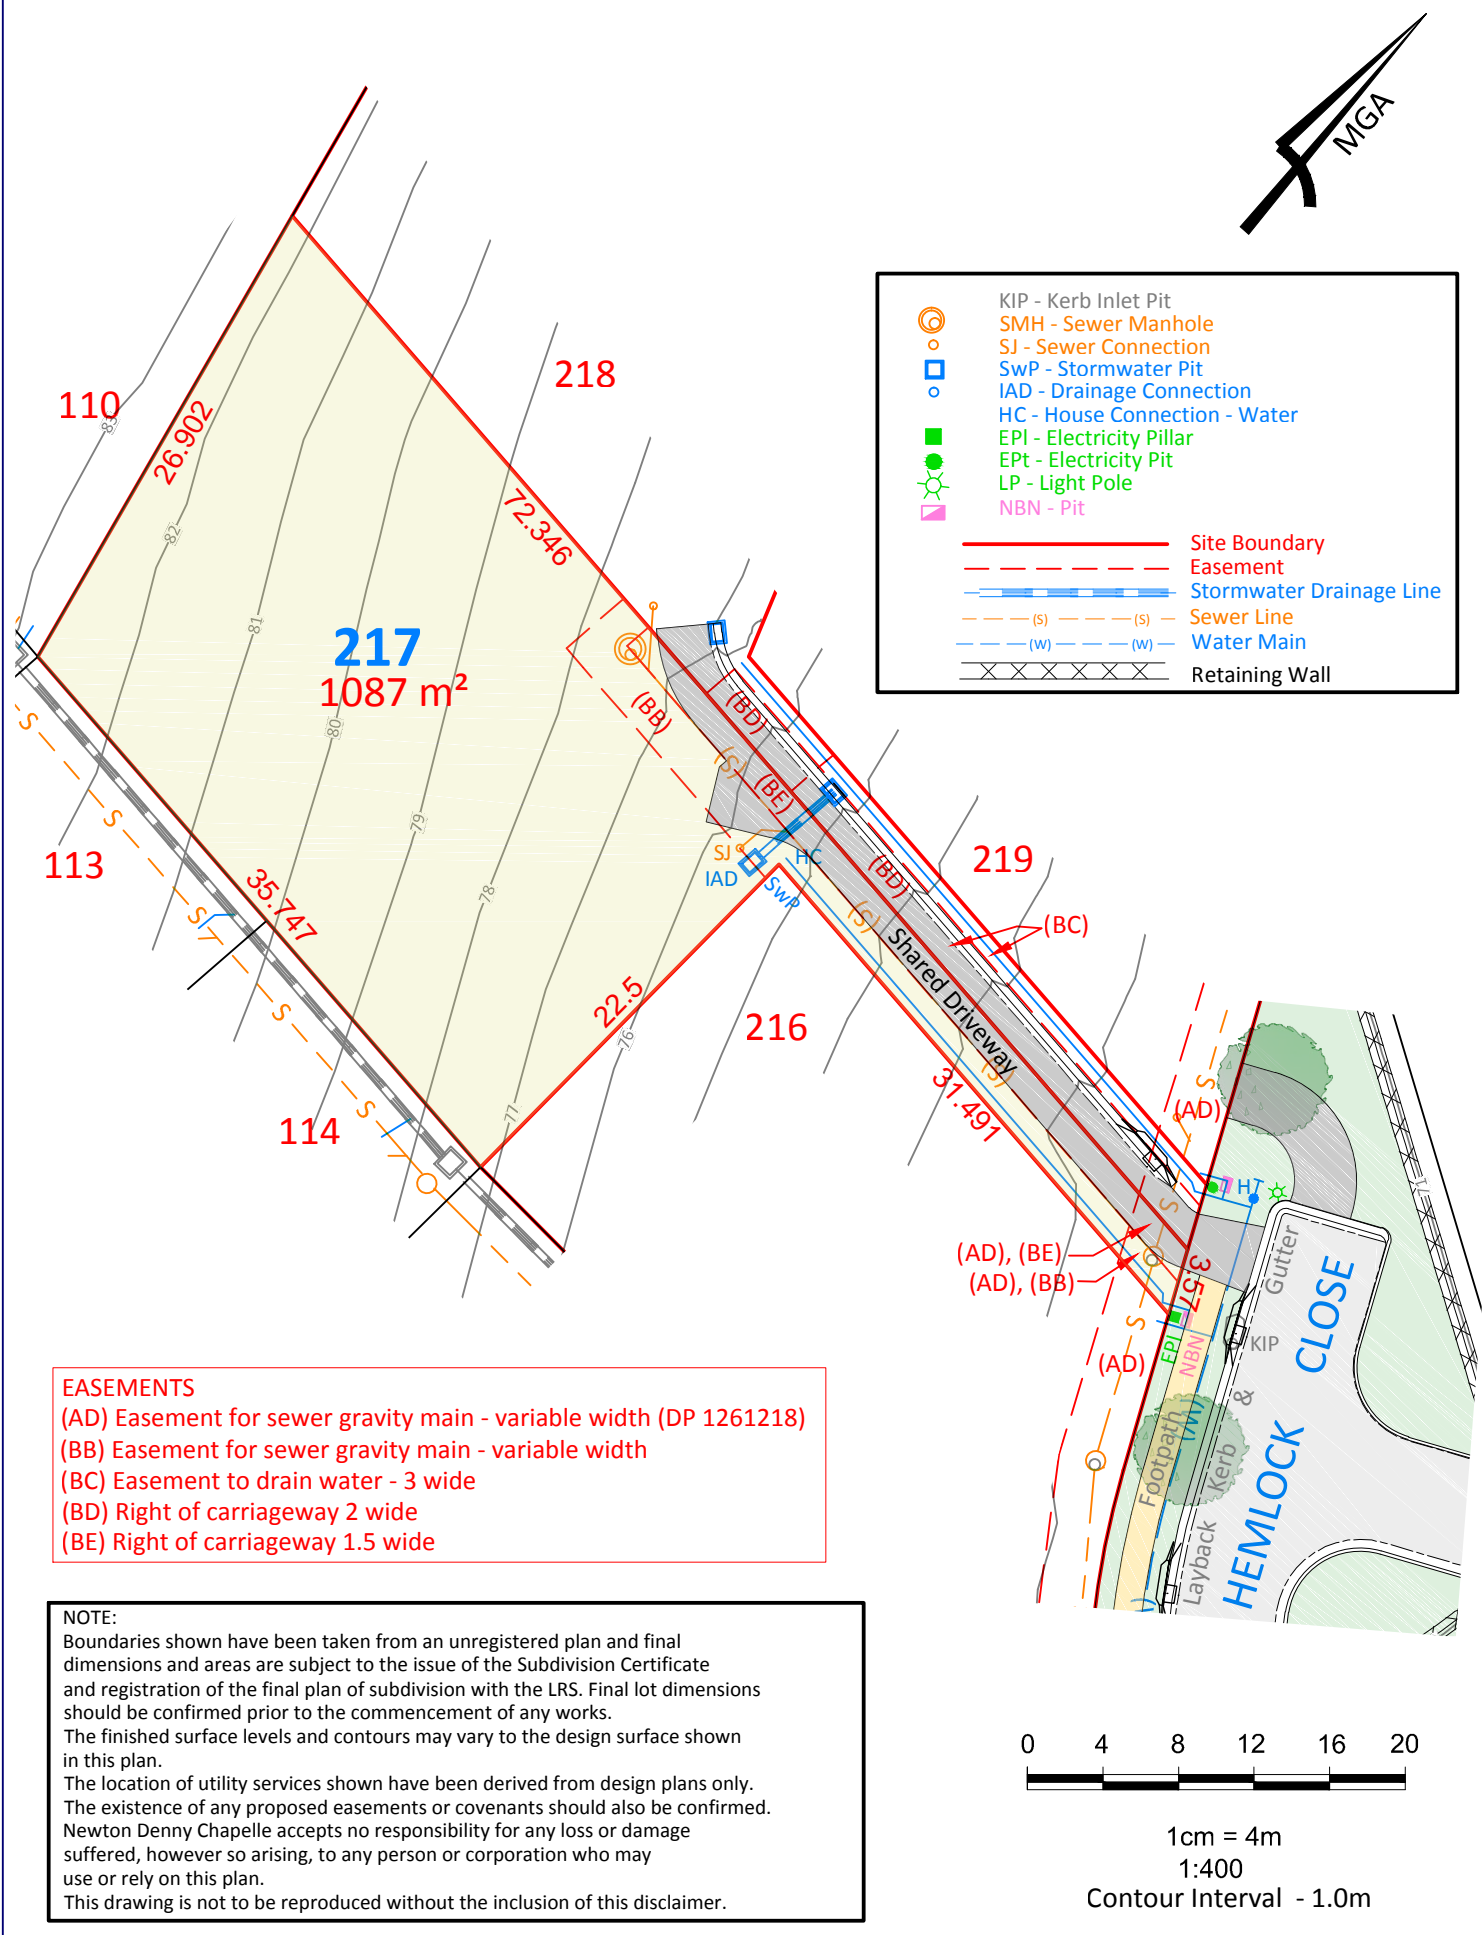 MGA
KIP - Kerb Inlet Pit
SMH - Sewer Manhole
SJ - Sewer Connection
SwP - Stormwater Pit
IAD - Drainage Connection
HC - House Connection - Water
EPl - Electricity Pillar
EPt - Electricity Pit
LP - Light Pole
NBN - Pit
Site Boundary
Easement
Stormwater Drainage Line
(S) (S) Sewer Line
(W) (W) Water Main
Retaining Wall
110
83
26.902
218
82
72.346
81
217
1087 m²
80
(BB)
(BD)
(S)
(BE)
79
113
SJ
HC
IAD
SwP
219
(BD)
78
35.747
S
S
S
S
S
(S)
Shared Driveway
(BC)
22.5
216
76
77
(S)
31.491
114
S
(AD)
S
HT
(AD), (BE)
(AD), (BB)
3.57
Gutter
CLOSE
71
S
EPl
NBN
KIP
(AD)
Footpath
(W)
&
Kerb
Layback
HEMLOCK
EASEMENTS
(AD) Easement for sewer gravity main - variable width (DP 1261218)
(BB) Easement for sewer gravity main - variable width
(BC) Easement to drain water - 3 wide
(BD) Right of carriageway 2 wide
(BE) Right of carriageway 1.5 wide
NOTE:
Boundaries shown have been taken from an unregistered plan and final
dimensions and areas are subject to the issue of the Subdivision Certificate
and registration of the final plan of subdivision with the LRS. Final lot dimensions
should be confirmed prior to the commencement of any works.
The finished surface levels and contours may vary to the design surface shown
in this plan.
The location of utility services shown have been derived from design plans only.
The existence of any proposed easements or covenants should also be confirmed.
Newton Denny Chapelle accepts no responsibility for any loss or damage
suffered, however so arising, to any person or corporation who may
use or rely on this plan.
This drawing is not to be reproduced without the inclusion of this disclaimer.
0 4 8 12 16 20
1cm = 4m
1:400
Contour Interval - 1.0m